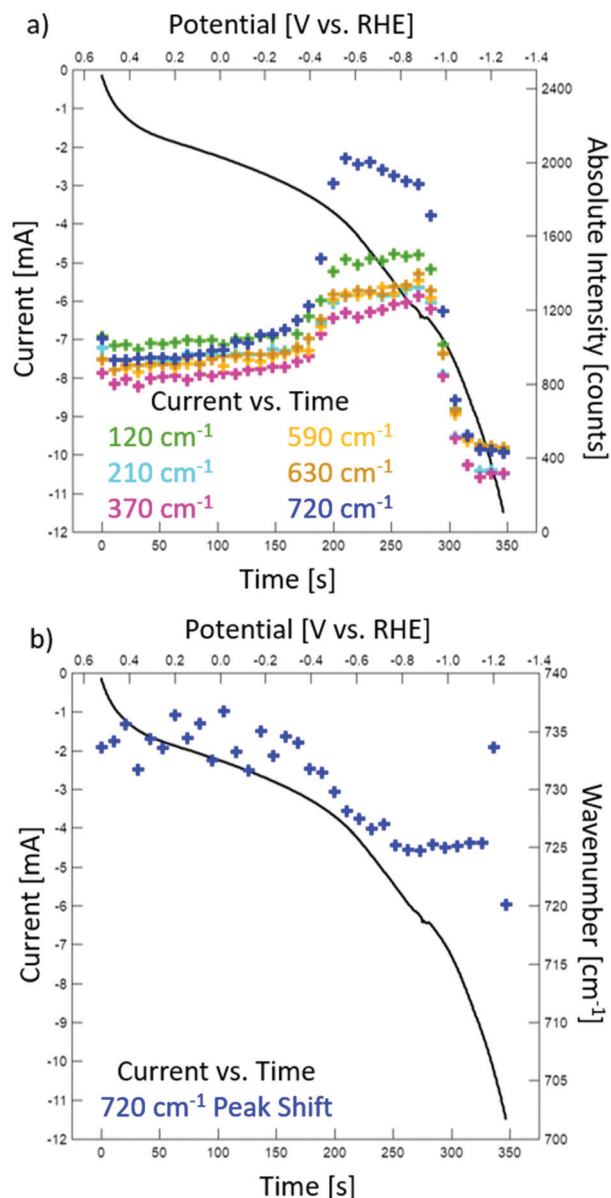 a)
Potential [V vs. RHE]
0.6 0.4 0.2 0.0 -0.2 -0.4 -0.6 -0.8 -1.0 -1.2 -1.4
0
-1
-2
-3
-4
-5
-6
-7
-8
-9
-10
-11
-12
Current [mA]
2400
2000
1600
1200
800
400
0
Absolute Intensity [counts]
Current vs. Time
120 cm-1 590 cm-1
210 cm-1 630 cm-1
370 cm-1 720 cm-1
0 50 100 150 200 250 300 350
Time [s]
b)
Potential [V vs. RHE]
0.6 0.4 0.2 0.0 -0.2 -0.4 -0.6 -0.8 -1.0 -1.2 -1.4
0
-1
-2
-3
-4
-5
-6
-7
-8
-9
-10
-11
-12
Current [mA]
740
735
730
725
720
715
710
705
700
Wavenumber [cm-1]
Current vs. Time
720 cm-1 Peak Shift
0 50 100 150 200 250 300 350
Time [s]